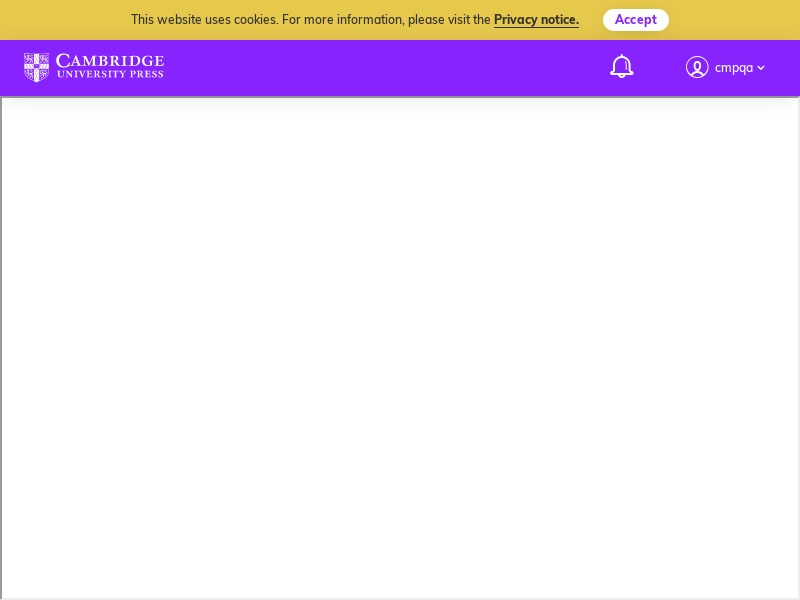 This website uses cookies. For more information, please visit the Privacy notice.
Accept
CAMBRIDGE
UNIVERSITY PRESS
cmpqa